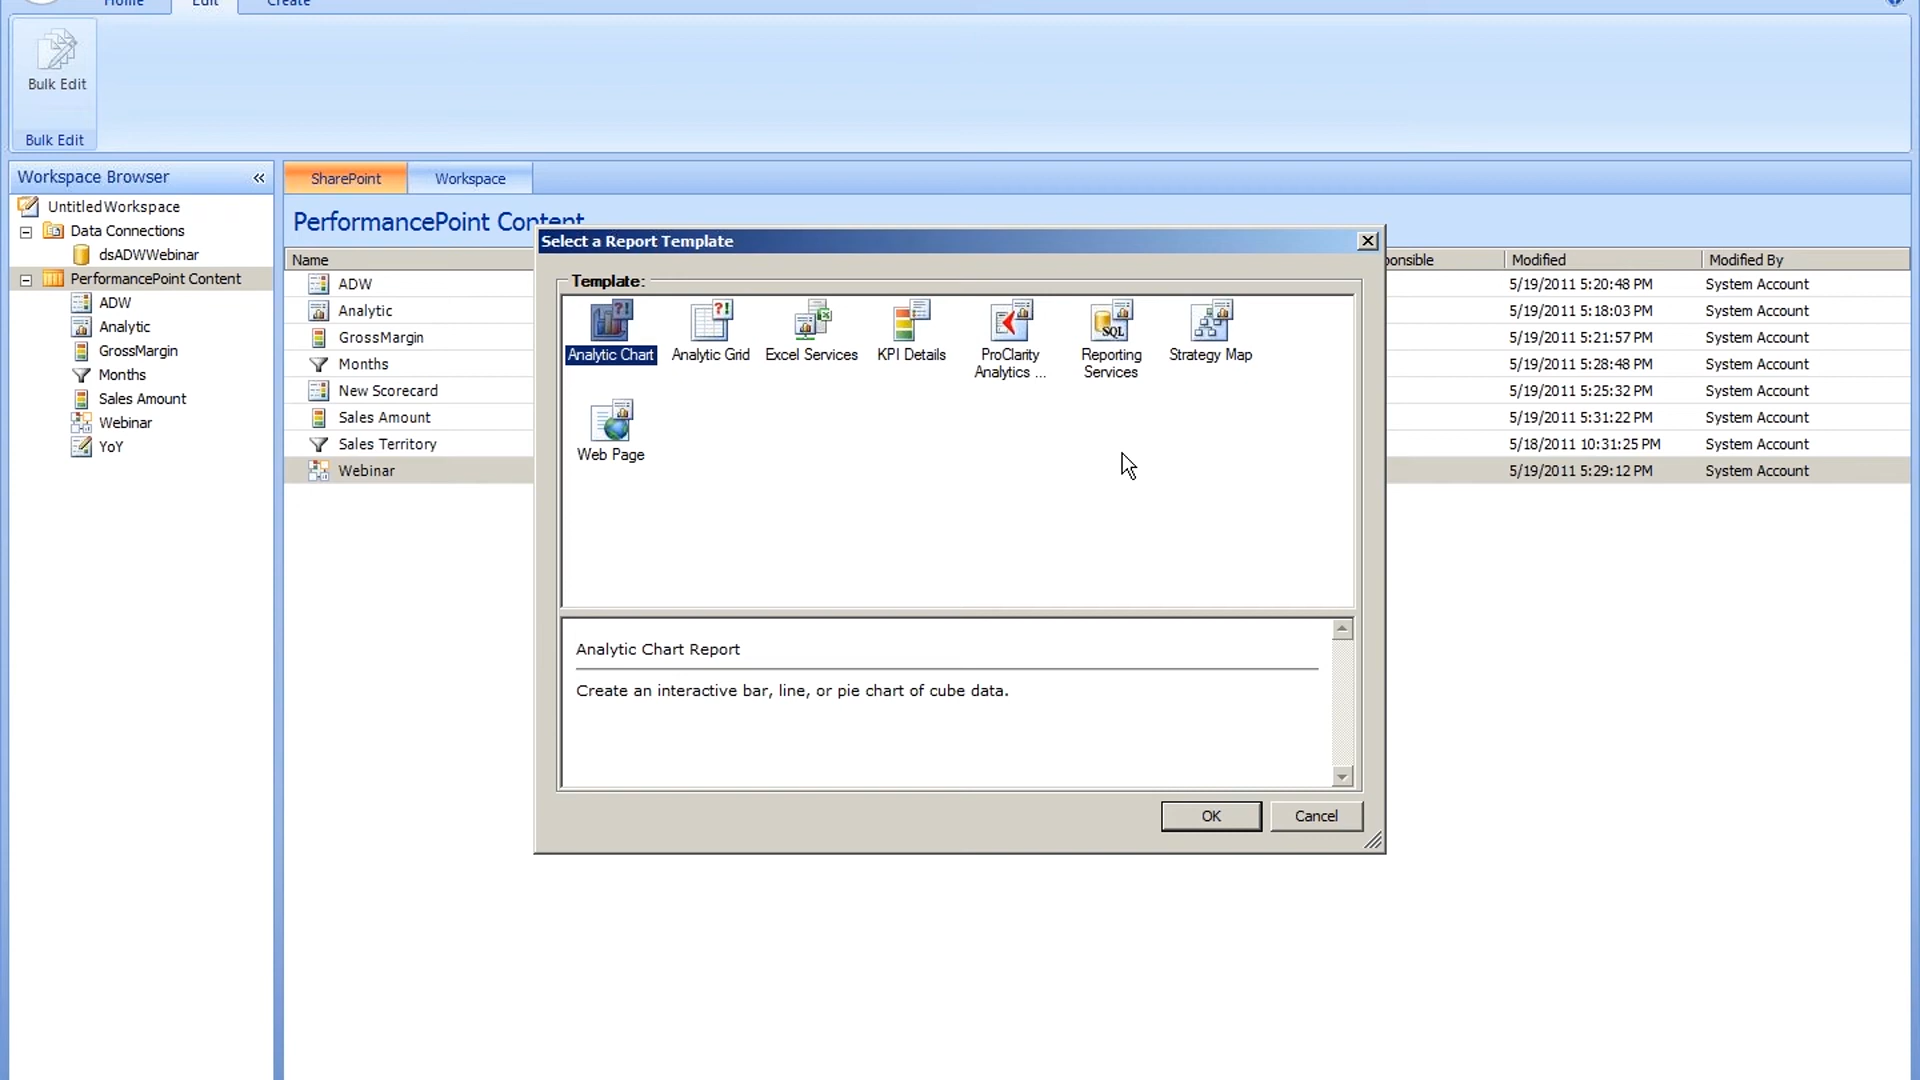 Home Edit Create
Bulk Edit
Bulk Edit
Workspace Browser «
Untitled Workspace
Data Connections
dsADWWebinar
PerformancePoint Content
ADW
Analytic
GrossMargin
Months
Sales Amount
Webinar
YoY
SharePoint Workspace
PerformancePoint Content
Name Modified Modified By
ADW 5/19/2011 5:20:48 PM System Account
Analytic 5/19/2011 5:18:03 PM System Account
GrossMargin 5/19/2011 5:21:57 PM System Account
Months 5/19/2011 5:28:48 PM System Account
New Scorecard 5/19/2011 5:25:32 PM System Account
Sales Amount 5/19/2011 5:31:22 PM System Account
Sales Territory 5/18/2011 10:31:25 PM System Account
Webinar 5/19/2011 5:29:12 PM System Account
Select a Report Template
Template:
Analytic Chart Analytic Grid Excel Services KPI Details ProClarity Analytics ... SQL Reporting Services Strategy Map
Web Page
Analytic Chart Report
Create an interactive bar, line, or pie chart of cube data.
OK Cancel